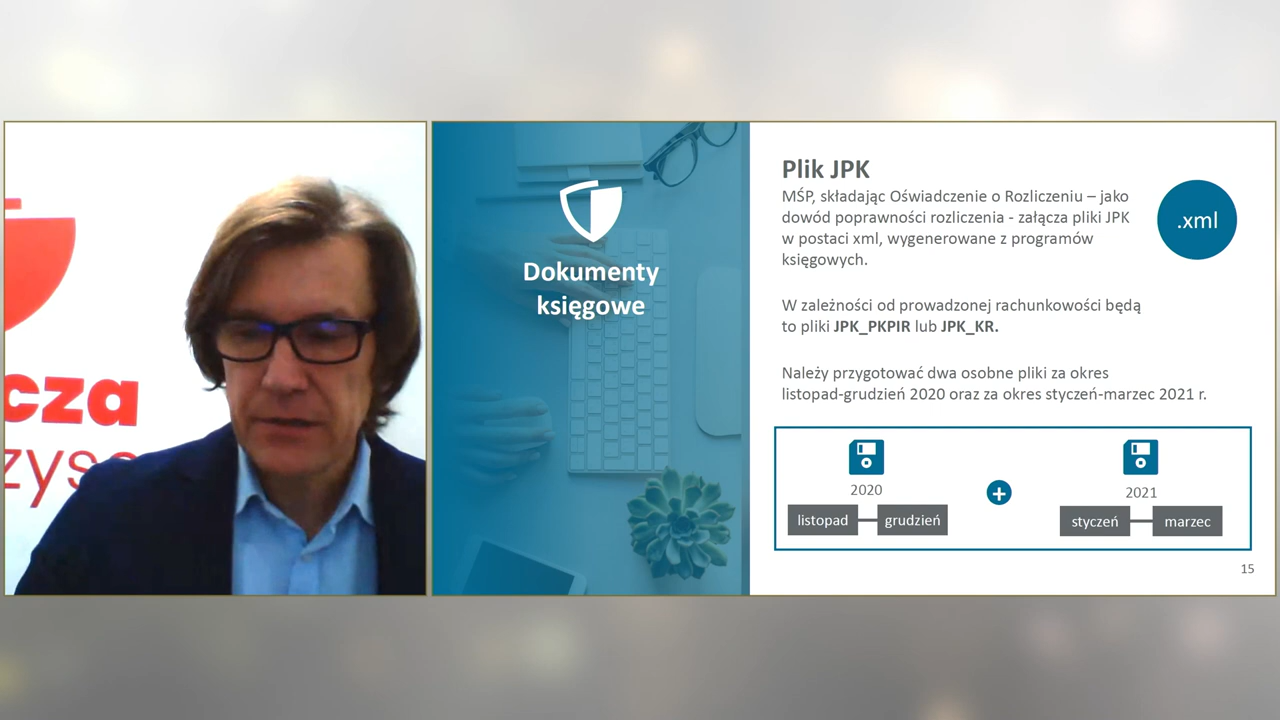 cza
zys
Dokumenty
księgowe
Plik JPK
MŚP, składając Oświadczenie o Rozliczeniu – jako
dowód poprawności rozliczenia - załącza pliki JPK
w postaci xml, wygenerowane z programów
księgowych.
.xml
W zależności od prowadzonej rachunkowości będą
to pliki JPK_PKPIR lub JPK_KR.
Należy przygotować dwa osobne pliki za okres
listopad-grudzień 2020 oraz za okres styczeń-marzec 2021 r.
2020
listopad grudzień
+
2021
styczeń marzec
15